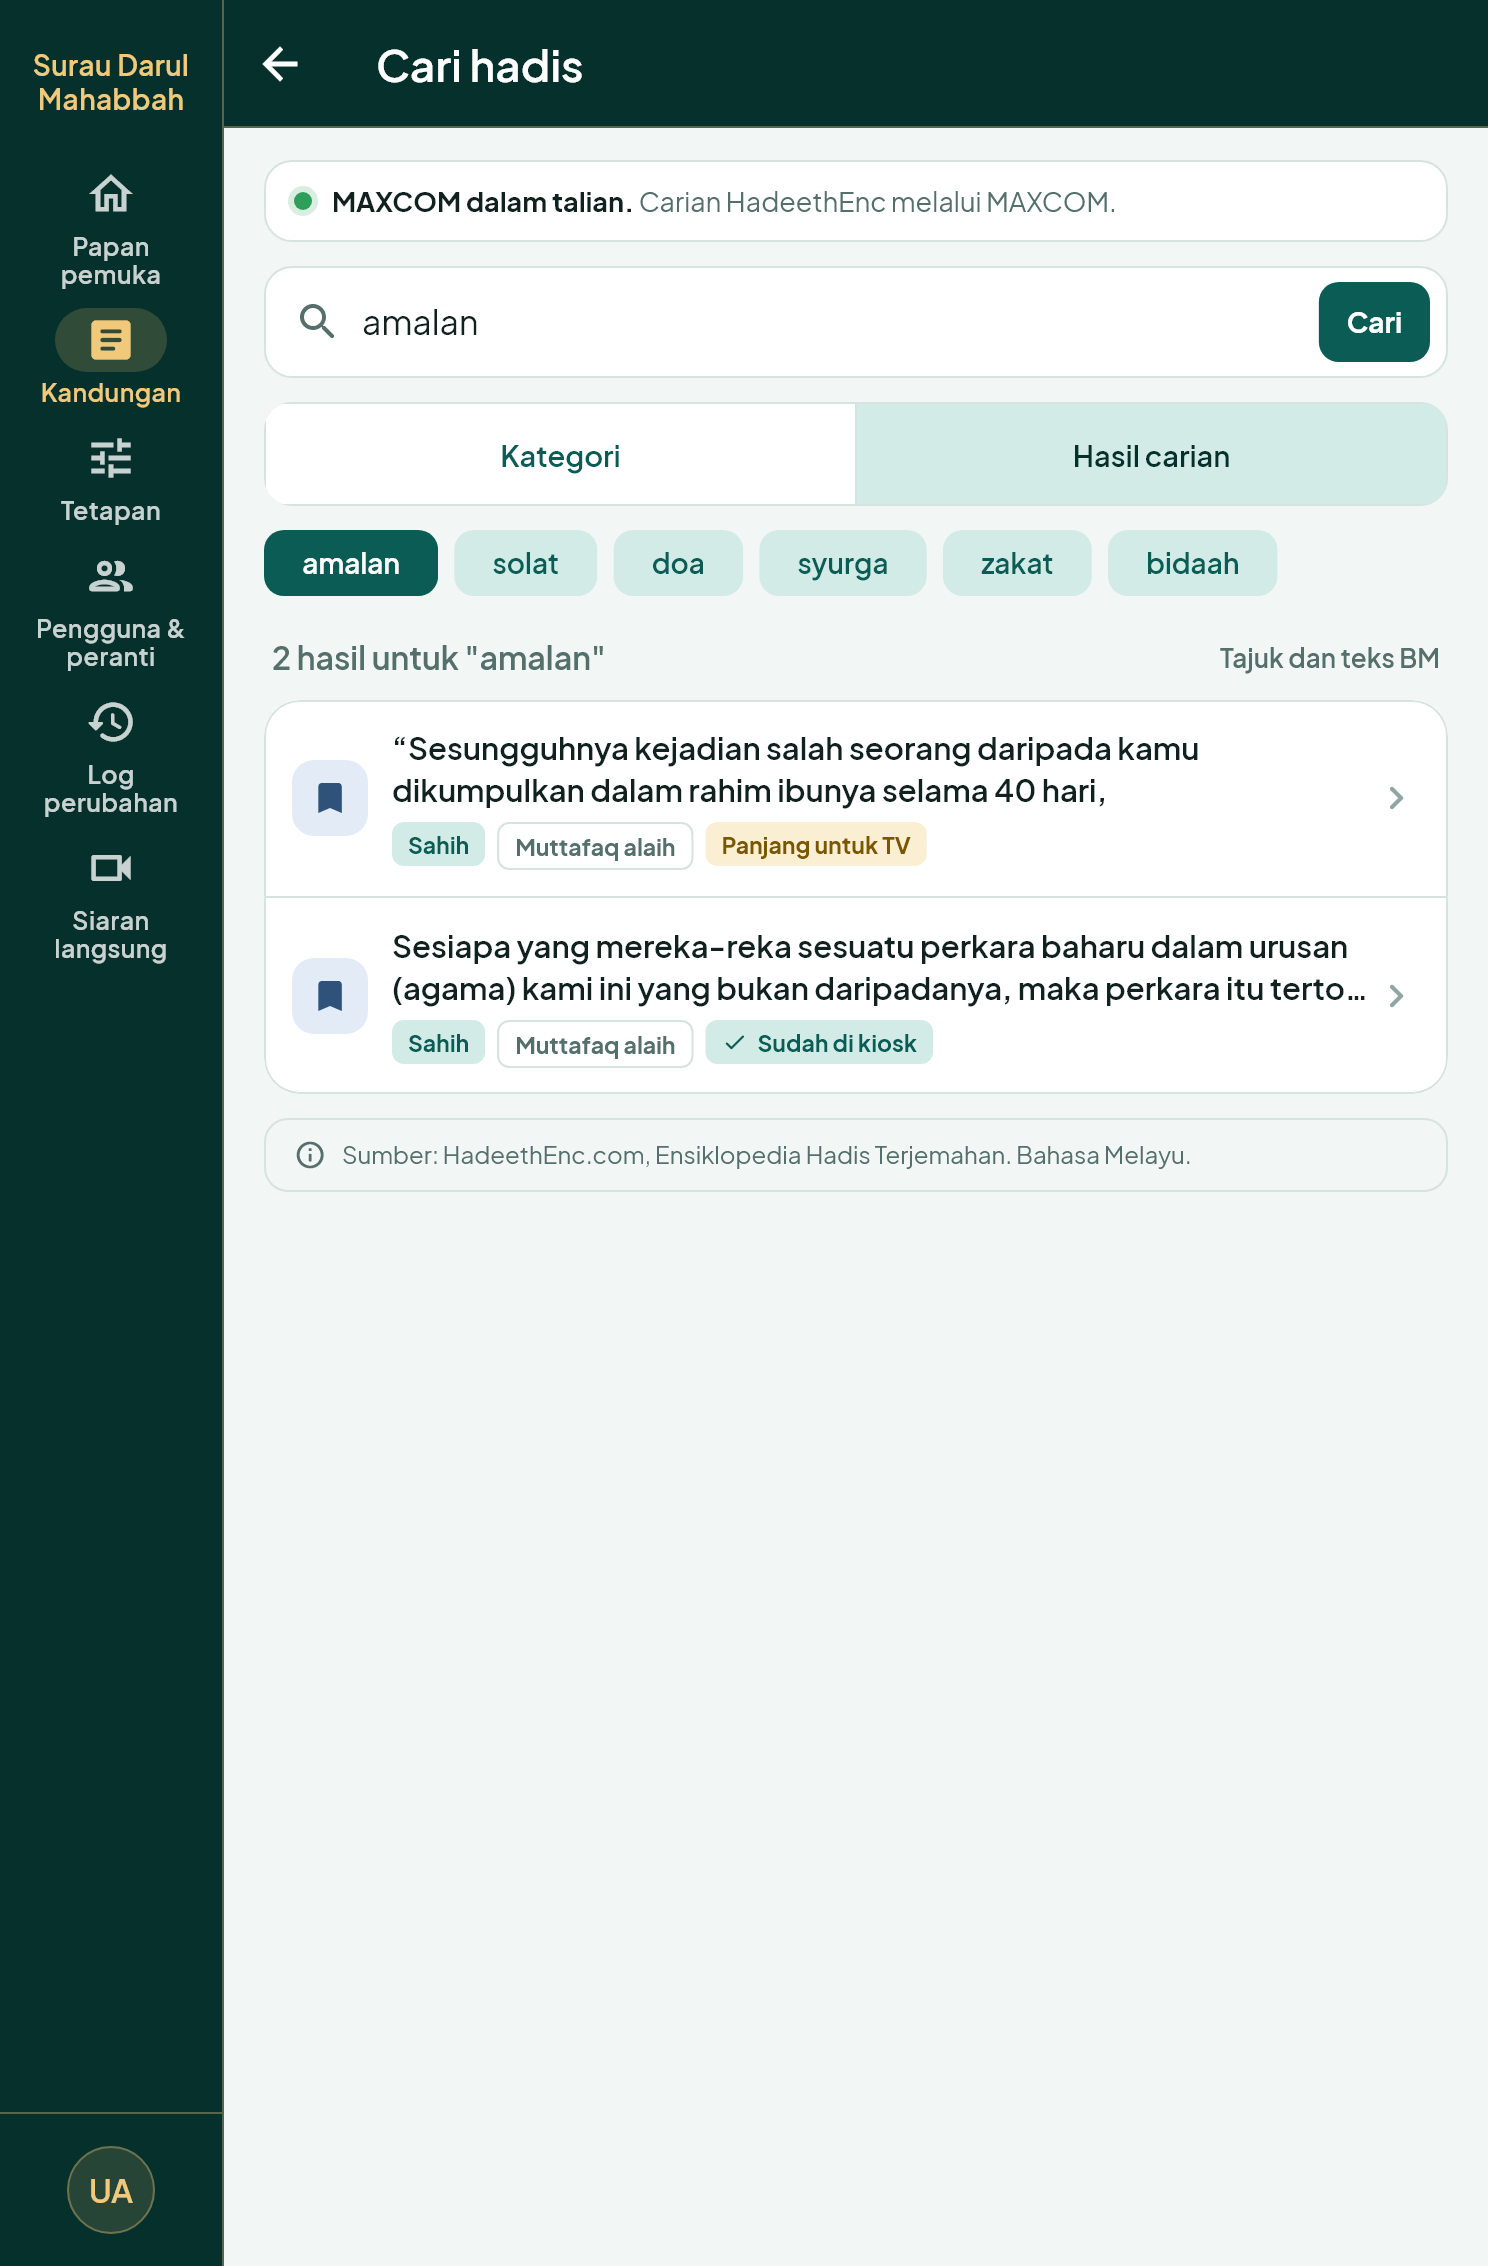 Surau Darul
Mahabbah
Papan
pemuka
Kandungan
Tetapan
Pengguna &
peranti
Log
perubahan
Siaran
langsung
UA
Cari hadis
MAXCOM dalam talian. Carian HadeethEnc melalui MAXCOM.
amalan
Cari
Kategori
Hasil carian
amalan
solat
doa
syurga
zakat
bidaah
2 hasil untuk "amalan"
Tajuk dan teks BM
“Sesungguhnya kejadian salah seorang daripada kamu
dikumpulkan dalam rahim ibunya selama 40 hari,
Sahih
Muttafaq alaih
Panjang untuk TV
Sesiapa yang mereka-reka sesuatu perkara baharu dalam urusan
(agama) kami ini yang bukan daripadanya, maka perkara itu terto…
Sahih
Muttafaq alaih
Sudah di kiosk
Sumber: HadeethEnc.com, Ensiklopedia Hadis Terjemahan. Bahasa Melayu.